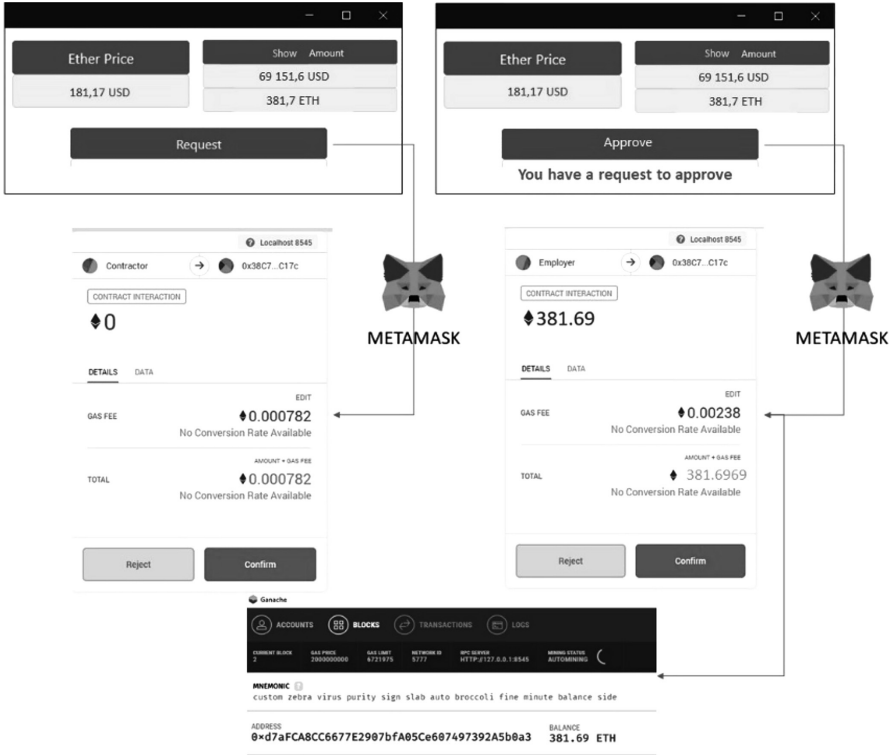 Ether Price
181,17 USD
Show Amount
69 151,6 USD
381,7 ETH
Request
Ether Price
181,17 USD
Show Amount
69 151,6 USD
381,7 ETH
Approve
You have a request to approve
Localhost 8545
Contractor
0x38C7...C17c
CONTRACT INTERACTION
0
DETAILS DATA
EDIT
GAS FEE
0.000782
No Conversion Rate Available
AMOUNT + GAS FEE
TOTAL
0.000782
No Conversion Rate Available
Reject
Confirm
METAMASK
Localhost 8545
Employer
0x38C7...C17c
CONTRACT INTERACTION
381.69
DETAILS DATA
EDIT
GAS FEE
0.00238
No Conversion Rate Available
AMOUNT + GAS FEE
TOTAL
381.6969
No Conversion Rate Available
Reject
Confirm
METAMASK
Ganache
ACCOUNTS BLOCKS TRANSACTIONS LOGS
CURRENT BLOCK GAS PRICE GAS LIMIT NETWORK ID RPC SERVER MINING STATUS
2 2000000000 6721975 5777 HTTP://127.0.0.1:8545 AUTOMINING
MNEMONIC
custom zebra virus purity sign slab auto broccoli fine minute balance side
ADDRESS BALANCE
0×d7aFCA8CC6677E2907bfA05Ce607497392A5b0a3 381.69 ETH